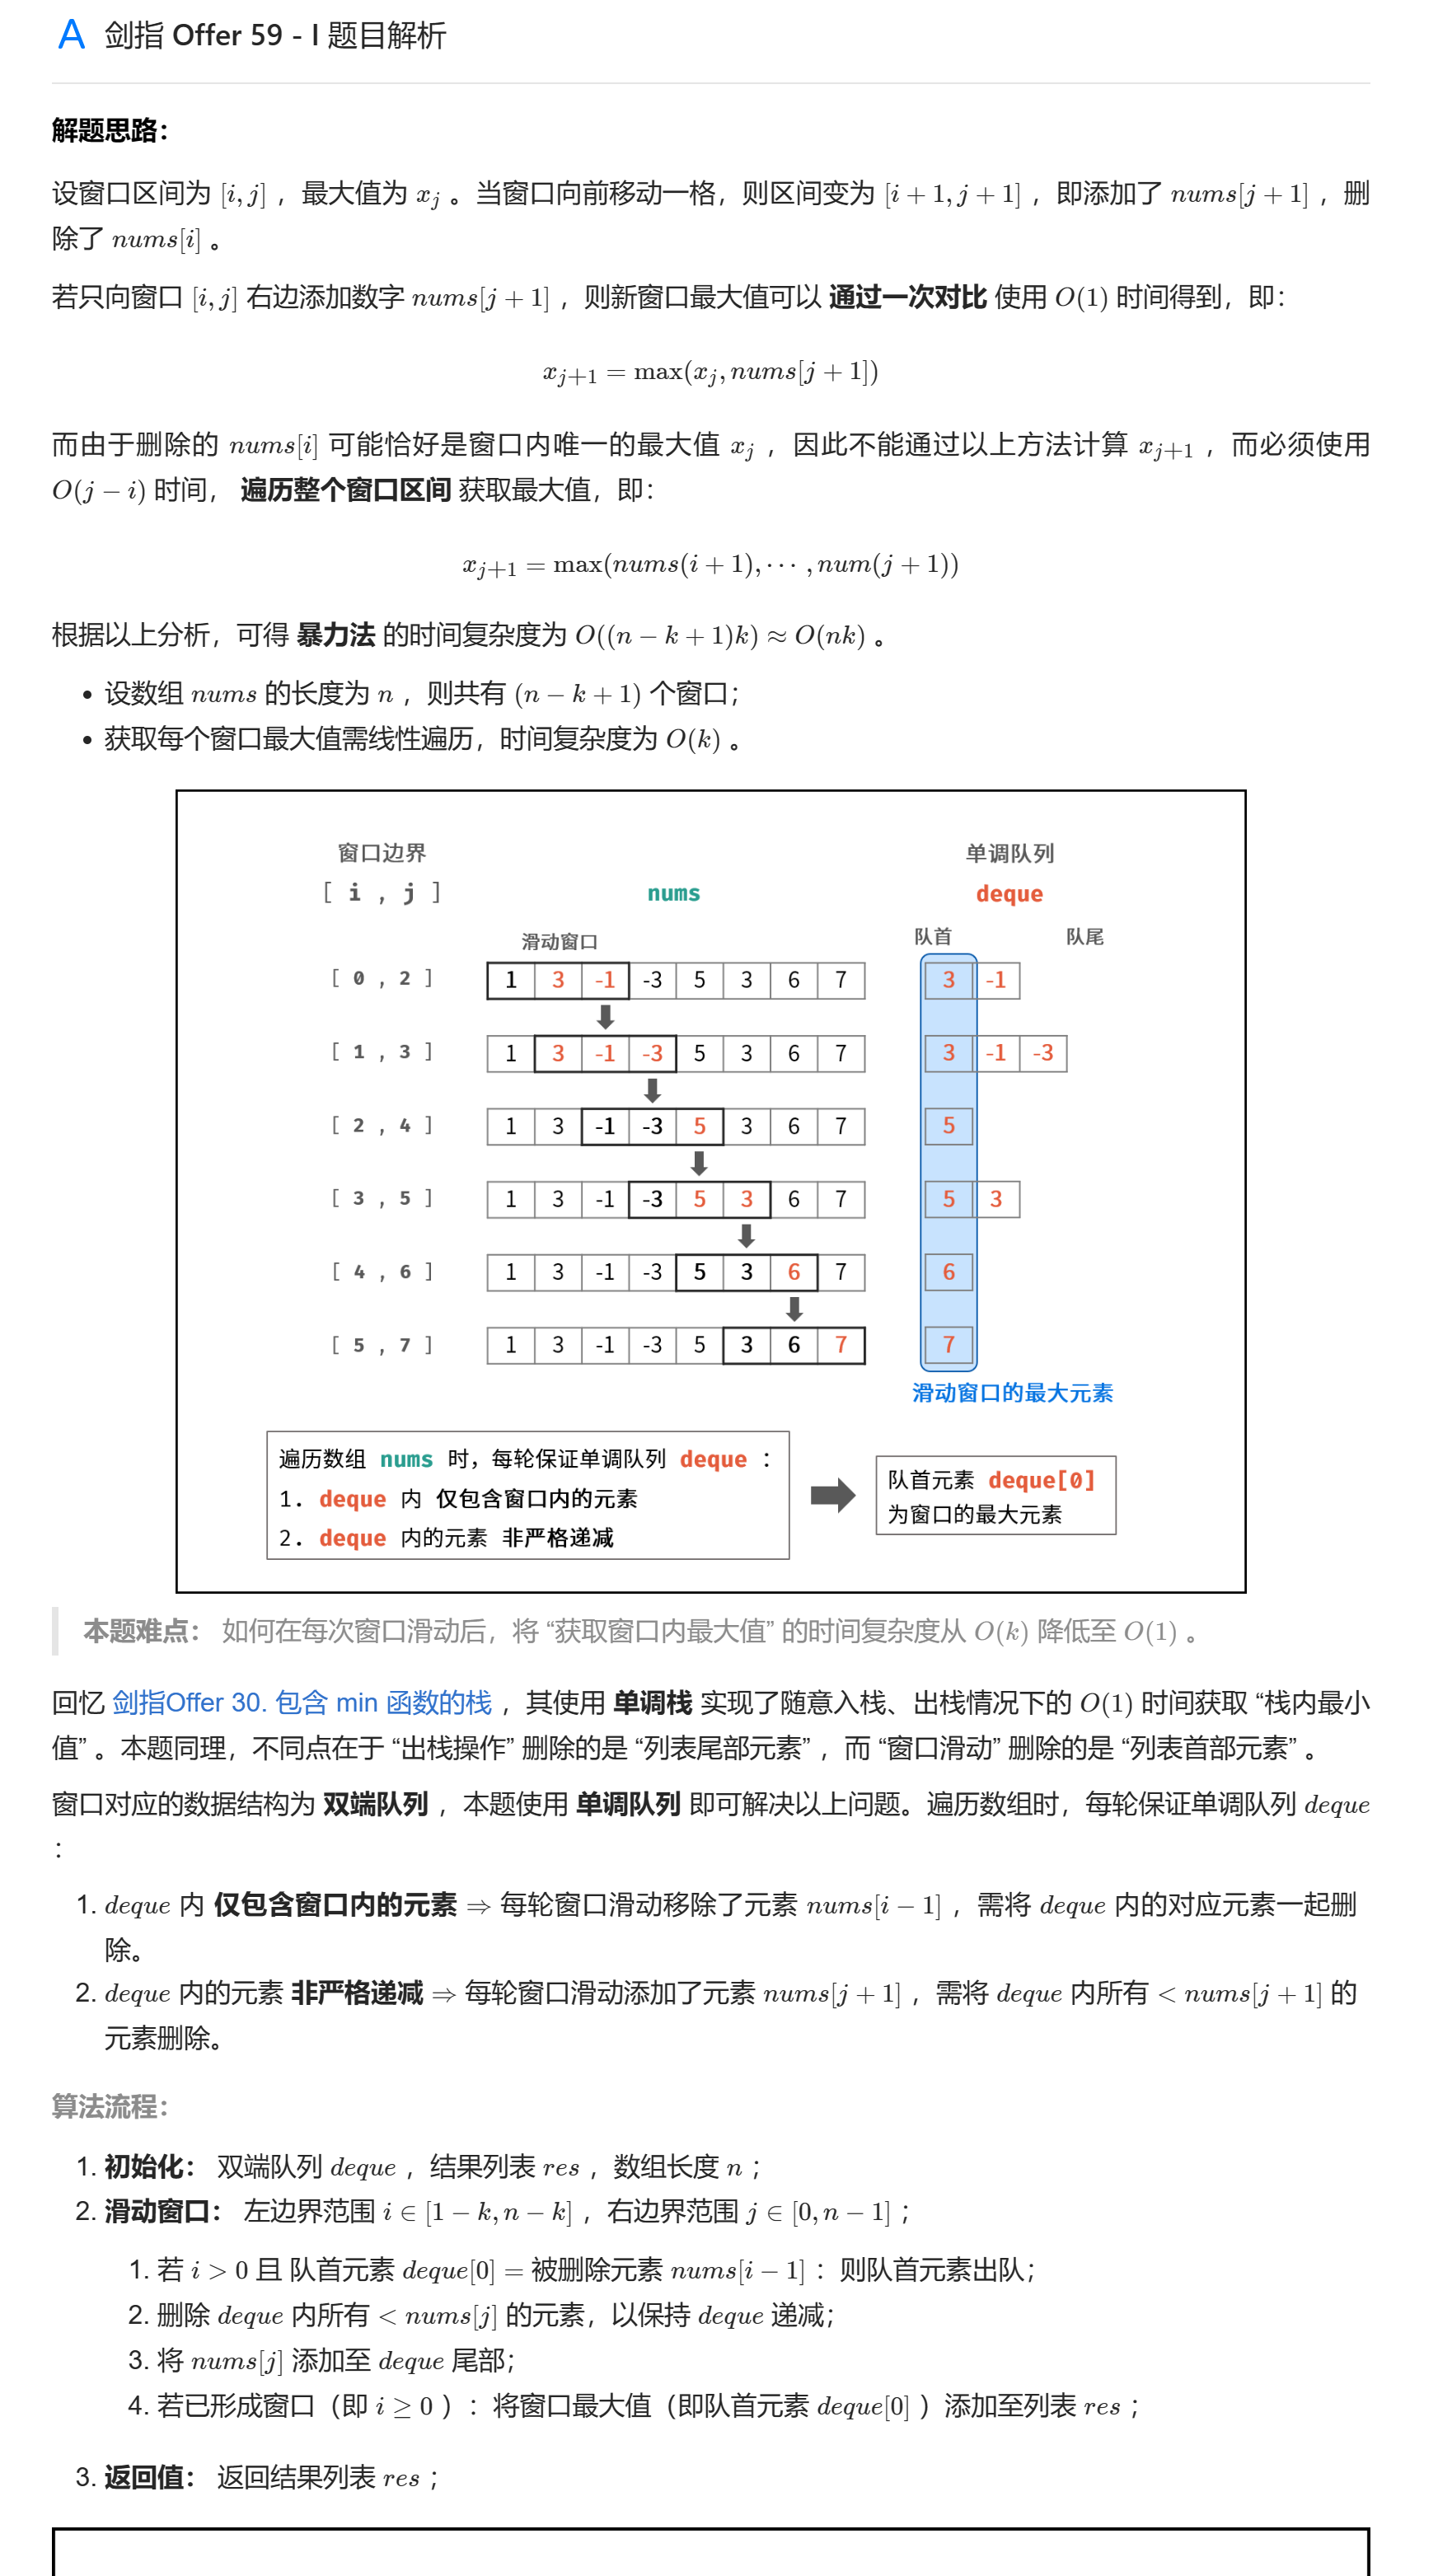 剑指 Offer 59 - I 题目解析
解题思路：
设窗口区间为 [i, j] ，最大值为 x_j 。当窗口向前移动一格，则区间变为 [i + 1, j + 1] ，即添加了 nums[j + 1] ，删
除了 nums[i] 。
若只向窗口 [i, j] 右边添加数字 nums[j + 1] ，则新窗口最大值可以 通过一次对比 使用 O(1) 时间得到，即：
x_{j+1} = max(x_j, nums[j + 1])
而由于删除的 nums[i] 可能恰好是窗口内唯一的最大值 x_j ，因此不能通过以上方法计算 x_{j+1} ，而必须使用
O(j − i) 时间， 遍历整个窗口区间 获取最大值，即：
x_{j+1} = max(nums(i + 1), ⋯ , num(j + 1))
根据以上分析，可得 暴力法 的时间复杂度为 O((n − k + 1)k) ≈ O(nk) 。
• 设数组 nums 的长度为 n ，则共有 (n − k + 1) 个窗口；
• 获取每个窗口最大值需线性遍历，时间复杂度为 O(k) 。
窗口边界 单调队列
[ i , j ] nums deque
滑动窗口 队首 队尾
[ 0 , 2 ] 1 3 -1 -3 5 3 6 7 3 -1
[ 1 , 3 ] 1 3 -1 -3 5 3 6 7 3 -1 -3
[ 2 , 4 ] 1 3 -1 -3 5 3 6 7 5
[ 3 , 5 ] 1 3 -1 -3 5 3 6 7 5 3
[ 4 , 6 ] 1 3 -1 -3 5 3 6 7 6
[ 5 , 7 ] 1 3 -1 -3 5 3 6 7 7
滑动窗口的最大元素
遍历数组 nums 时，每轮保证单调队列 deque ：
1. deque 内 仅包含窗口内的元素
2. deque 内的元素 非严格递减
队首元素 deque[0]
为窗口的最大元素
本题难点： 如何在每次窗口滑动后，将 “获取窗口内最大值” 的时间复杂度从 O(k) 降低至 O(1) 。
回忆 剑指Offer 30. 包含 min 函数的栈 ，其使用 单调栈 实现了随意入栈、出栈情况下的 O(1) 时间获取 “栈内最小
值” 。本题同理，不同点在于 “出栈操作” 删除的是 “列表尾部元素” ，而 “窗口滑动” 删除的是 “列表首部元素” 。
窗口对应的数据结构为 双端队列 ，本题使用 单调队列 即可解决以上问题。遍历数组时，每轮保证单调队列 deque
：
1. deque 内 仅包含窗口内的元素 ⇒ 每轮窗口滑动移除了元素 nums[i − 1] ，需将 deque 内的对应元素一起删
除。
2. deque 内的元素 非严格递减 ⇒ 每轮窗口滑动添加了元素 nums[j + 1] ，需将 deque 内所有 < nums[j + 1] 的
元素删除。
算法流程：
1. 初始化： 双端队列 deque ，结果列表 res ，数组长度 n ；
2. 滑动窗口： 左边界范围 i ∈ [1 − k, n − k] ，右边界范围 j ∈ [0, n − 1] ；
1. 若 i > 0 且 队首元素 deque[0] = 被删除元素 nums[i − 1] ：则队首元素出队；
2. 删除 deque 内所有 < nums[j] 的元素，以保持 deque 递减；
3. 将 nums[j] 添加至 deque 尾部；
4. 若已形成窗口（即 i ≥ 0 ）：将窗口最大值（即队首元素 deque[0] ）添加至列表 res ；
3. 返回值： 返回结果列表 res ；